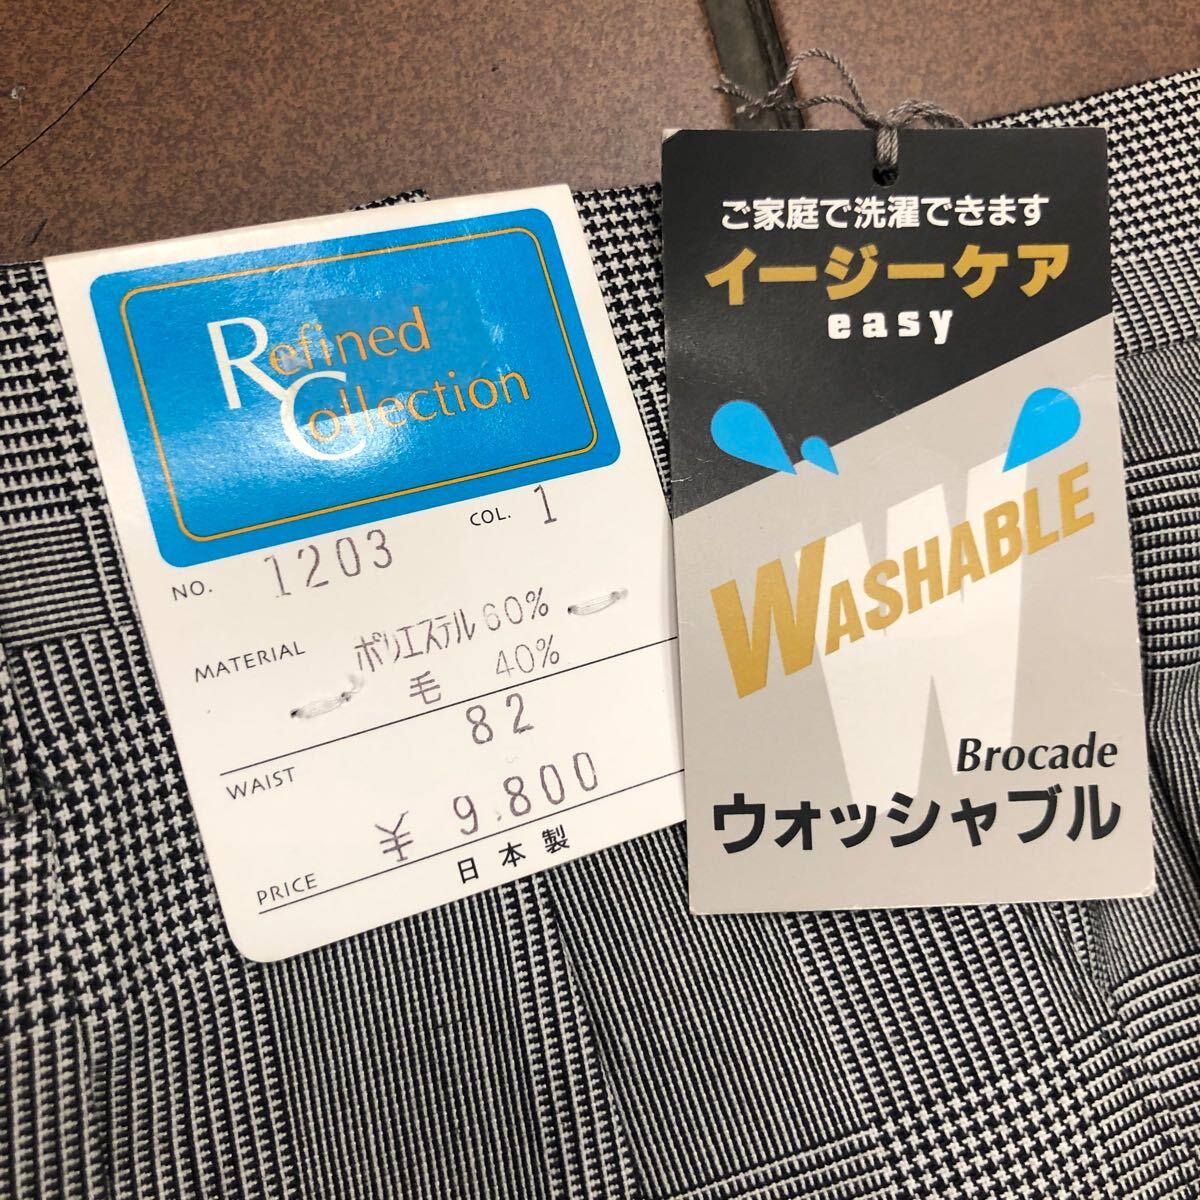 Refined
Collection
NO. 1203 COL. 1
MATERIAL ポリエステル 60%
毛 40%
WAIST 82
PRICE ¥ 9.800
日本製
ご家庭で洗濯できます
イージーケア
easy
WASHABLE
Brocade
ウォッシャブル